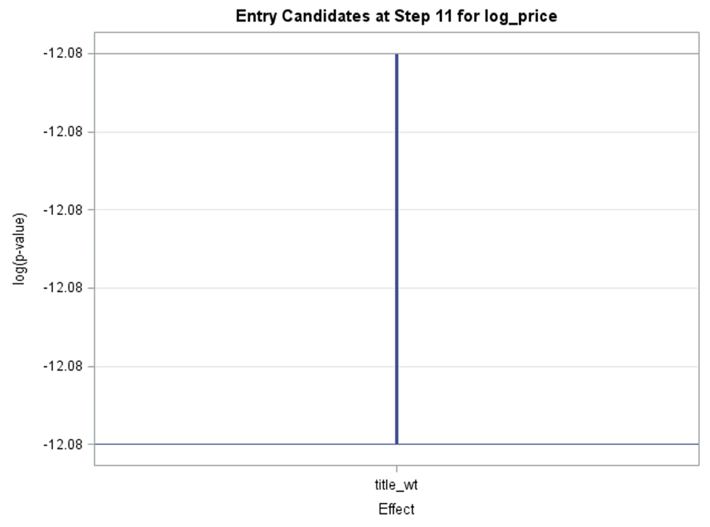 Entry Candidates at Step 11 for log_price
-12.08
-12.08
-12.08
-12.08
-12.08
-12.08
log(p-value)
title_wt
Effect